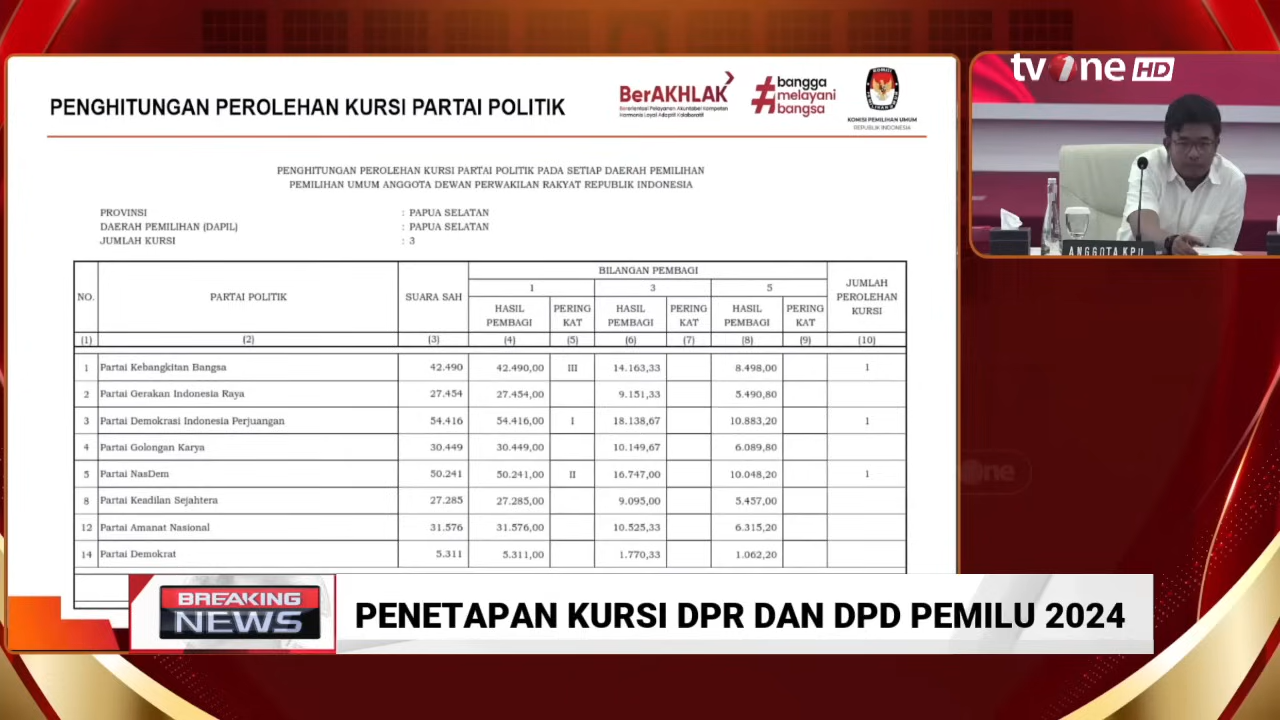 tvOne HD
PENGHITUNGAN PEROLEHAN KURSI PARTAI POLITIK
BerAKHLAK
Berorientasi Pelayanan Akuntabel Kompeten
Harmonis Loyal Adaptif Kolaboratif
# bangga
melayani
bangsa
KOMISI PEMILIHAN UMUM
REPUBLIK INDONESIA
PENGHITUNGAN PEROLEHAN KURSI PARTAI POLITIK PADA SETIAP DAERAH PEMILIHAN
PEMILIHAN UMUM ANGGOTA DEWAN PERWAKILAN RAKYAT REPUBLIK INDONESIA
PROVINSI : PAPUA SELATAN
DAERAH PEMILIHAN (DAPIL) : PAPUA SELATAN
JUMLAH KURSI : 3
NO. PARTAI POLITIK SUARA SAH BILANGAN PEMBAGI JUMLAH PEROLEHAN KURSI
1 3 5
HASIL PEMBAGI PERINGKAT HASIL PEMBAGI PERINGKAT HASIL PEMBAGI PERINGKAT
(1) (2) (3) (4) (5) (6) (7) (8) (9) (10)
1 Partai Kebangkitan Bangsa 42.490 42.490,00 III 14.163,33 8.498,00 1
2 Partai Gerakan Indonesia Raya 27.454 27.454,00 9.151,33 5.490,80
3 Partai Demokrasi Indonesia Perjuangan 54.416 54.416,00 I 18.138,67 10.883,20 1
4 Partai Golongan Karya 30.449 30.449,00 10.149,67 6.089,80
5 Partai NasDem 50.241 50.241,00 II 16.747,00 10.048,20 1
8 Partai Keadilan Sejahtera 27.285 27.285,00 9.095,00 5.457,00
12 Partai Amanat Nasional 31.576 31.576,00 10.525,33 6.315,20
14 Partai Demokrat 5.311 5.311,00 1.770,33 1.062,20
ANGGOTA KPU
BREAKING
NEWS
PENETAPAN KURSI DPR DAN DPD PEMILU 2024